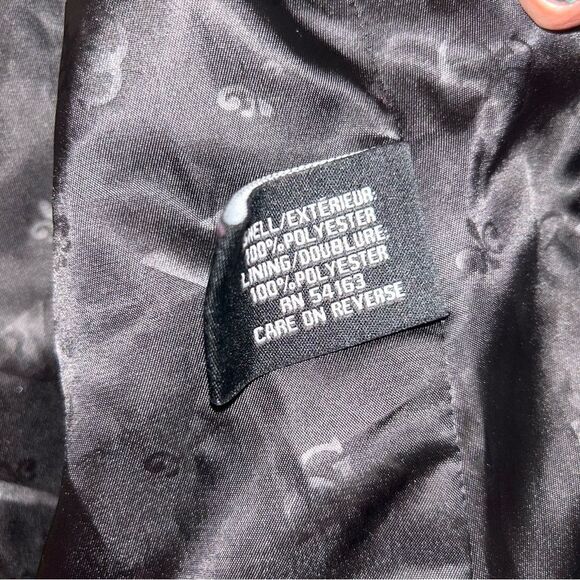 SHELL/EXTERIEUR:
100% POLYESTER
LINING/DOUBLURE:
100% POLYESTER
RN 54163
CARE ON REVERSE